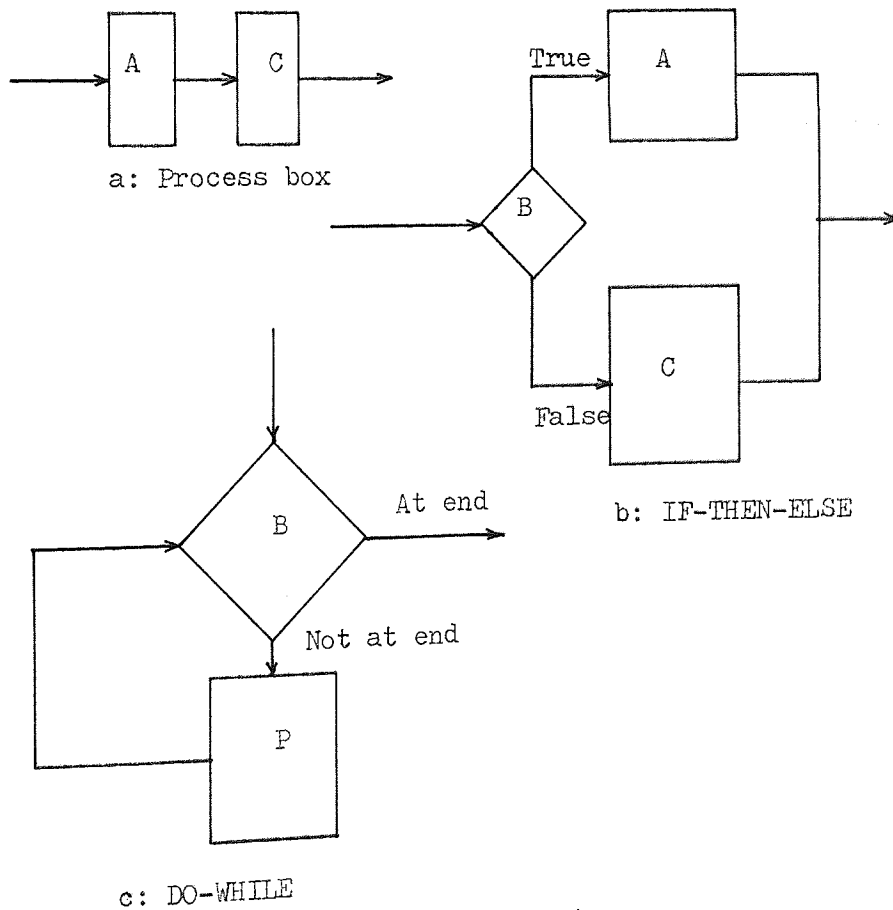 A
C
a: Process box
True
A
B
C
False
b: IF-THEN-ELSE
B
At end
Not at end
P
c: DO-WHILE